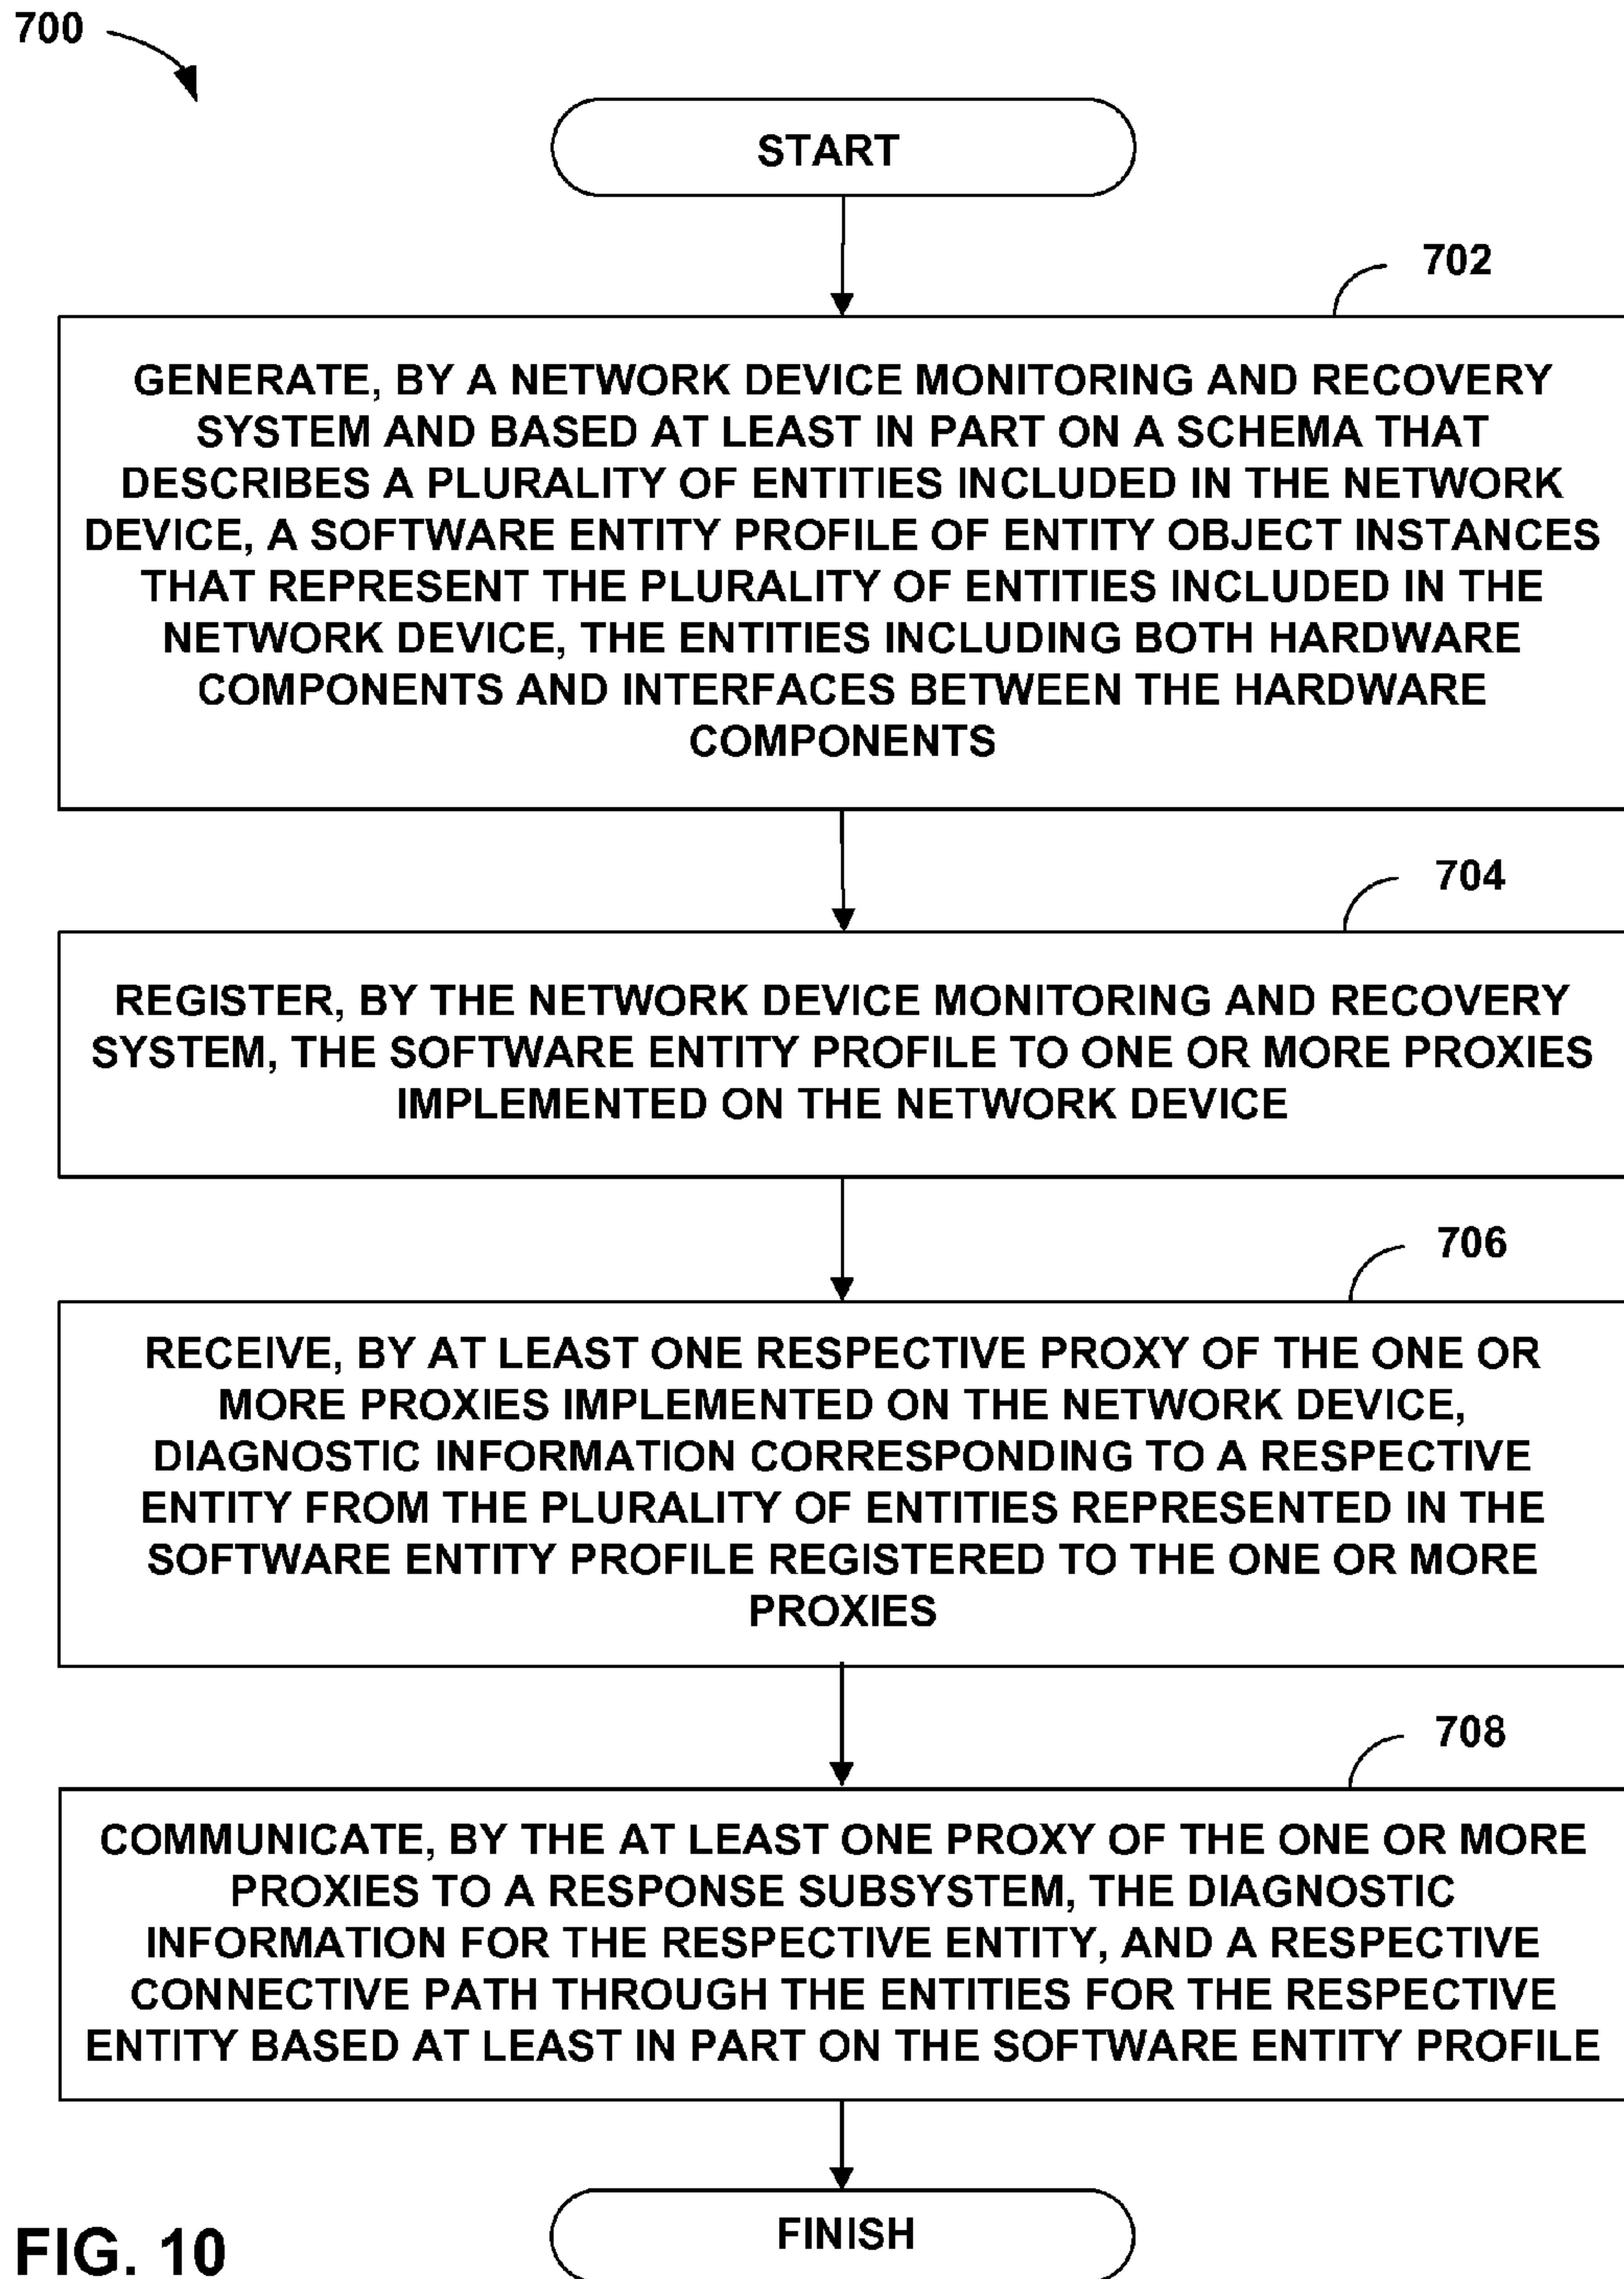 700
START
702
GENERATE, BY A NETWORK DEVICE MONITORING AND RECOVERY
SYSTEM AND BASED AT LEAST IN PART ON A SCHEMA THAT
DESCRIBES A PLURALITY OF ENTITIES INCLUDED IN THE NETWORK
DEVICE, A SOFTWARE ENTITY PROFILE OF ENTITY OBJECT INSTANCES
THAT REPRESENT THE PLURALITY OF ENTITIES INCLUDED IN THE
NETWORK DEVICE, THE ENTITIES INCLUDING BOTH HARDWARE
COMPONENTS AND INTERFACES BETWEEN THE HARDWARE
COMPONENTS
704
REGISTER, BY THE NETWORK DEVICE MONITORING AND RECOVERY
SYSTEM, THE SOFTWARE ENTITY PROFILE TO ONE OR MORE PROXIES
IMPLEMENTED ON THE NETWORK DEVICE
706
RECEIVE, BY AT LEAST ONE RESPECTIVE PROXY OF THE ONE OR
MORE PROXIES IMPLEMENTED ON THE NETWORK DEVICE,
DIAGNOSTIC INFORMATION CORRESPONDING TO A RESPECTIVE
ENTITY FROM THE PLURALITY OF ENTITIES REPRESENTED IN THE
SOFTWARE ENTITY PROFILE REGISTERED TO THE ONE OR MORE
PROXIES
708
COMMUNICATE, BY THE AT LEAST ONE PROXY OF THE ONE OR MORE
PROXIES TO A RESPONSE SUBSYSTEM, THE DIAGNOSTIC
INFORMATION FOR THE RESPECTIVE ENTITY, AND A RESPECTIVE
CONNECTIVE PATH THROUGH THE ENTITIES FOR THE RESPECTIVE
ENTITY BASED AT LEAST IN PART ON THE SOFTWARE ENTITY PROFILE
FINISH
FIG. 10